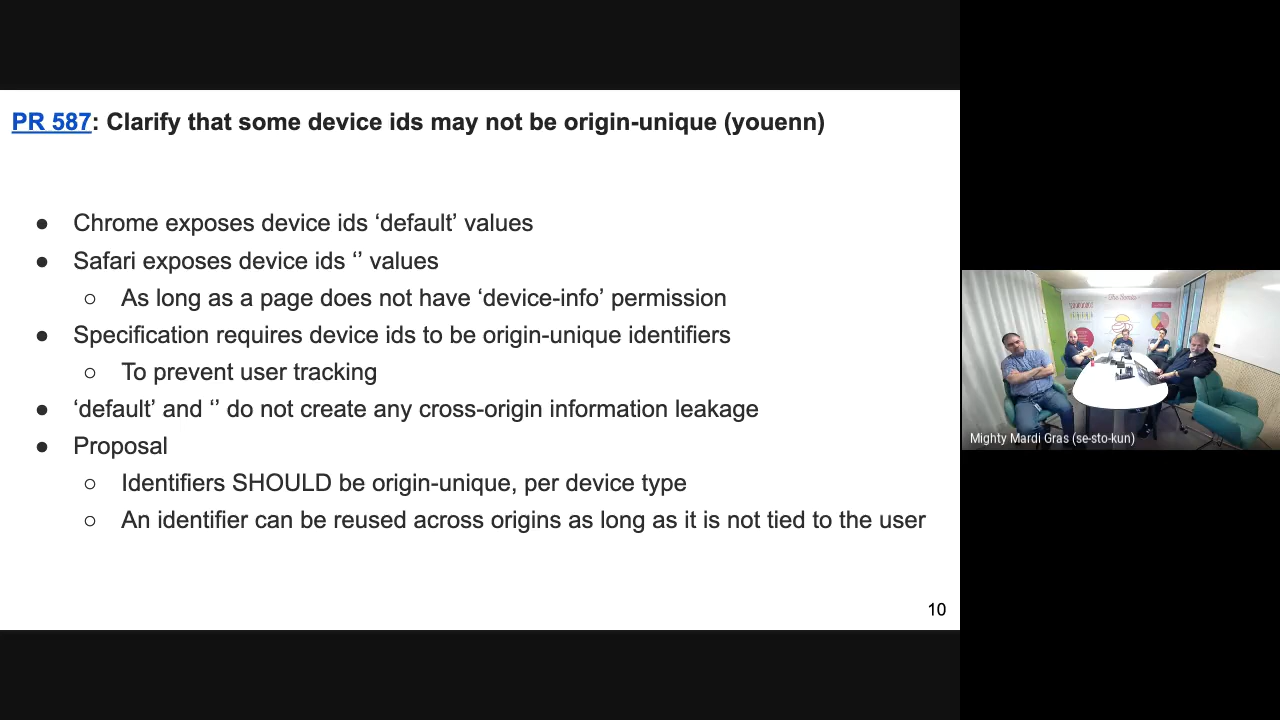 PR 587: Clarify that some device ids may not be origin-unique (youenn)
● Chrome exposes device ids ‘default’ values
● Safari exposes device ids ‘’ values
○ As long as a page does not have ‘device-info’ permission
● Specification requires device ids to be origin-unique identifiers
○ To prevent user tracking
● ‘default’ and ‘’ do not create any cross-origin information leakage
● Proposal
○ Identifiers SHOULD be origin-unique, per device type
○ An identifier can be reused across origins as long as it is not tied to the user
10
Mighty Mardi Gras (se-sto-kun)